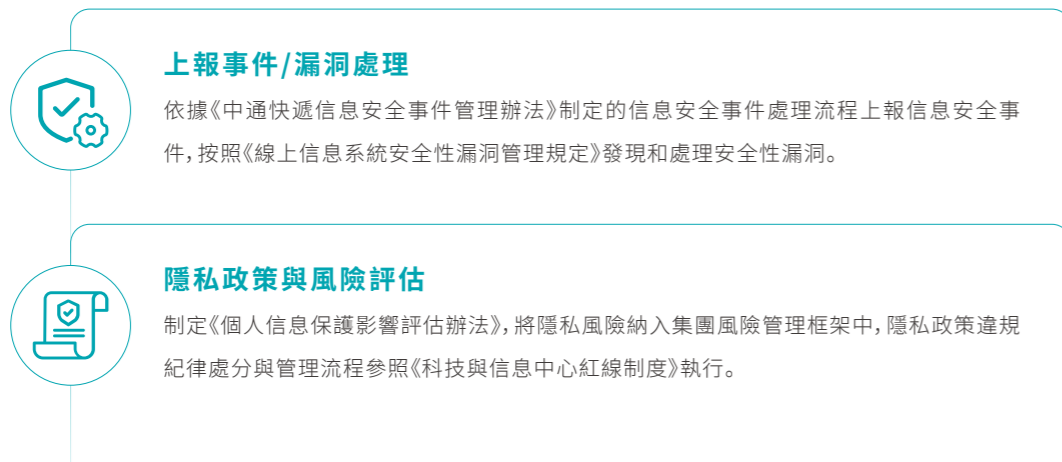 上報事件/漏洞處理
依據《中通快遞信息安全事件管理辦法》制定的信息安全事件處理流程上報信息安全事
件，按照《線上信息系統安全性漏洞管理規定》發現和處理安全性漏洞。
隱私政策與風險評估
制定《個人信息保護影響評估辦法》，將隱私風險納入集團風險管理框架中，隱私政策違規
紀律處分與管理流程參照《科技與信息中心紅線制度》執行。